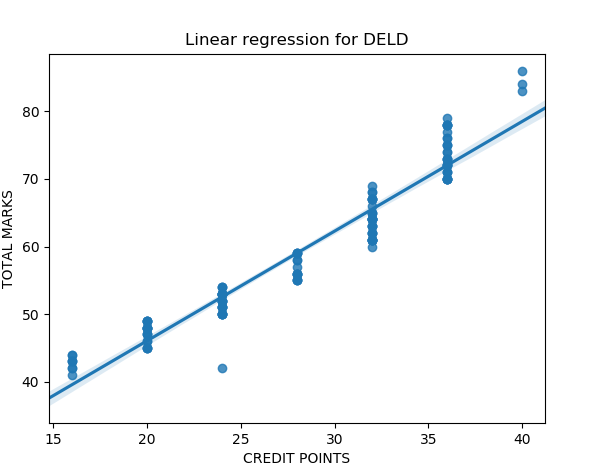 Linear regression for DELD
TOTAL MARKS
80
70
60
50
40
15 20 25 30 35 40
CREDIT POINTS